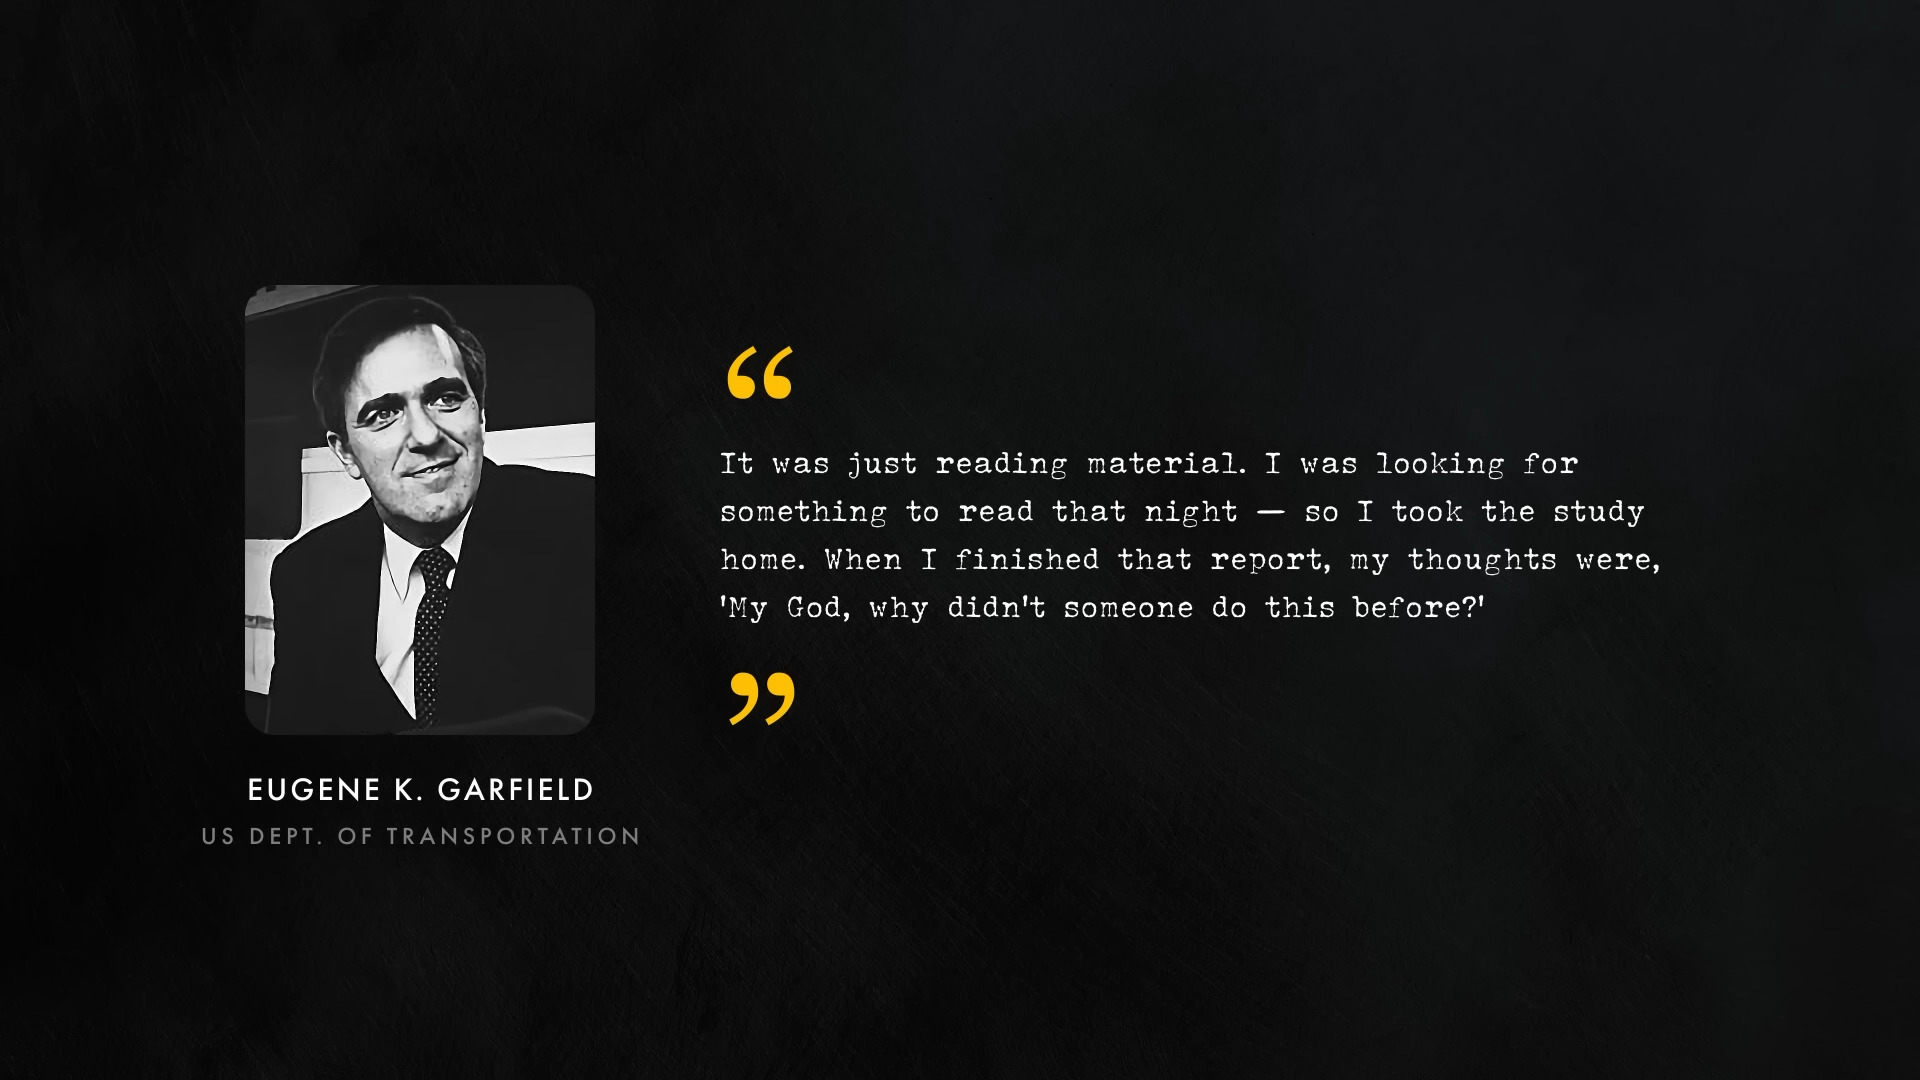 “
It was just reading material. I was looking for
something to read that night — so I took the study
home. When I finished that report, my thoughts were,
'My God, why didn't someone do this before?'
”
EUGENE K. GARFIELD
US DEPT. OF TRANSPORTATION